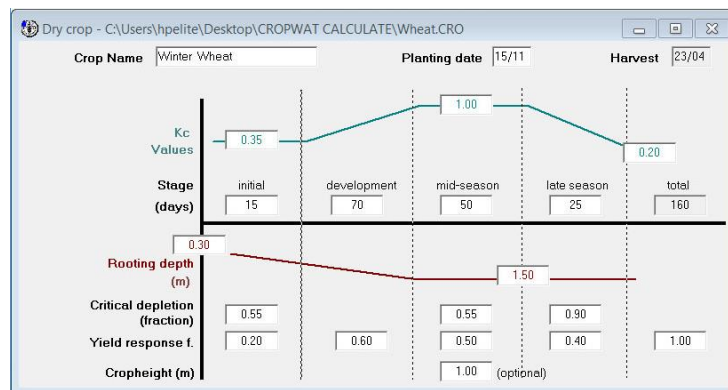 Dry crop - C:\Users\hpelite\Desktop\CROPWAT CALCULATE\Wheat.CRO
Crop Name Winter Wheat Planting date 15/11 Harvest 23/04
1.00
Kc 0.35
Values 0.20
Stage initial development mid-season late season total
(days) 15 70 50 25 160
0.30
Rooting depth 1.50
(m)
Critical depletion 0.55 0.55 0.90
(fraction)
Yield response f. 0.20 0.60 0.50 0.40 1.00
Cropheight (m) 1.00 (optional)